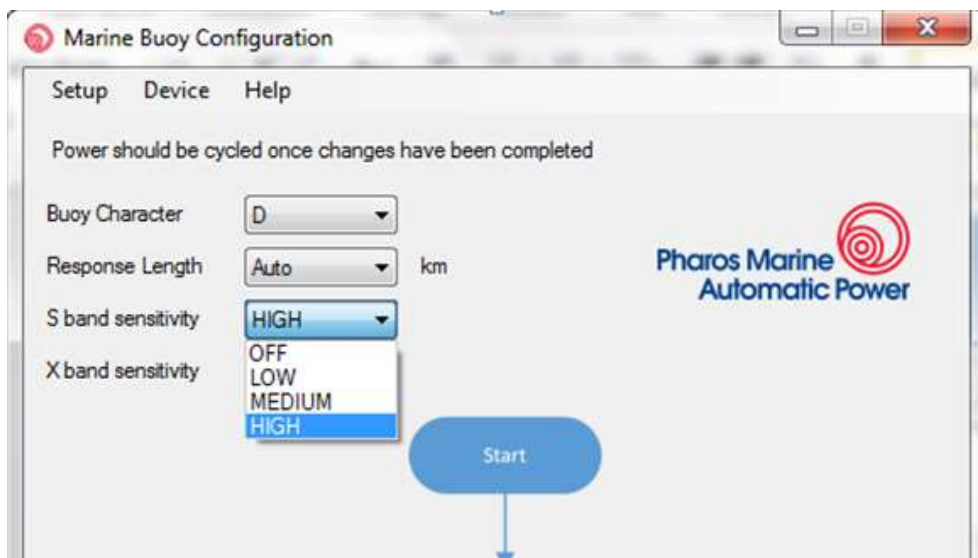 Marine Buoy Configuration
Setup Device Help
Power should be cycled once changes have been completed
Buoy Character D
Response Length Auto km
Pharos Marine
Automatic Power
S band sensitivity HIGH
OFF
LOW
X band sensitivity
MEDIUM
HIGH
Start